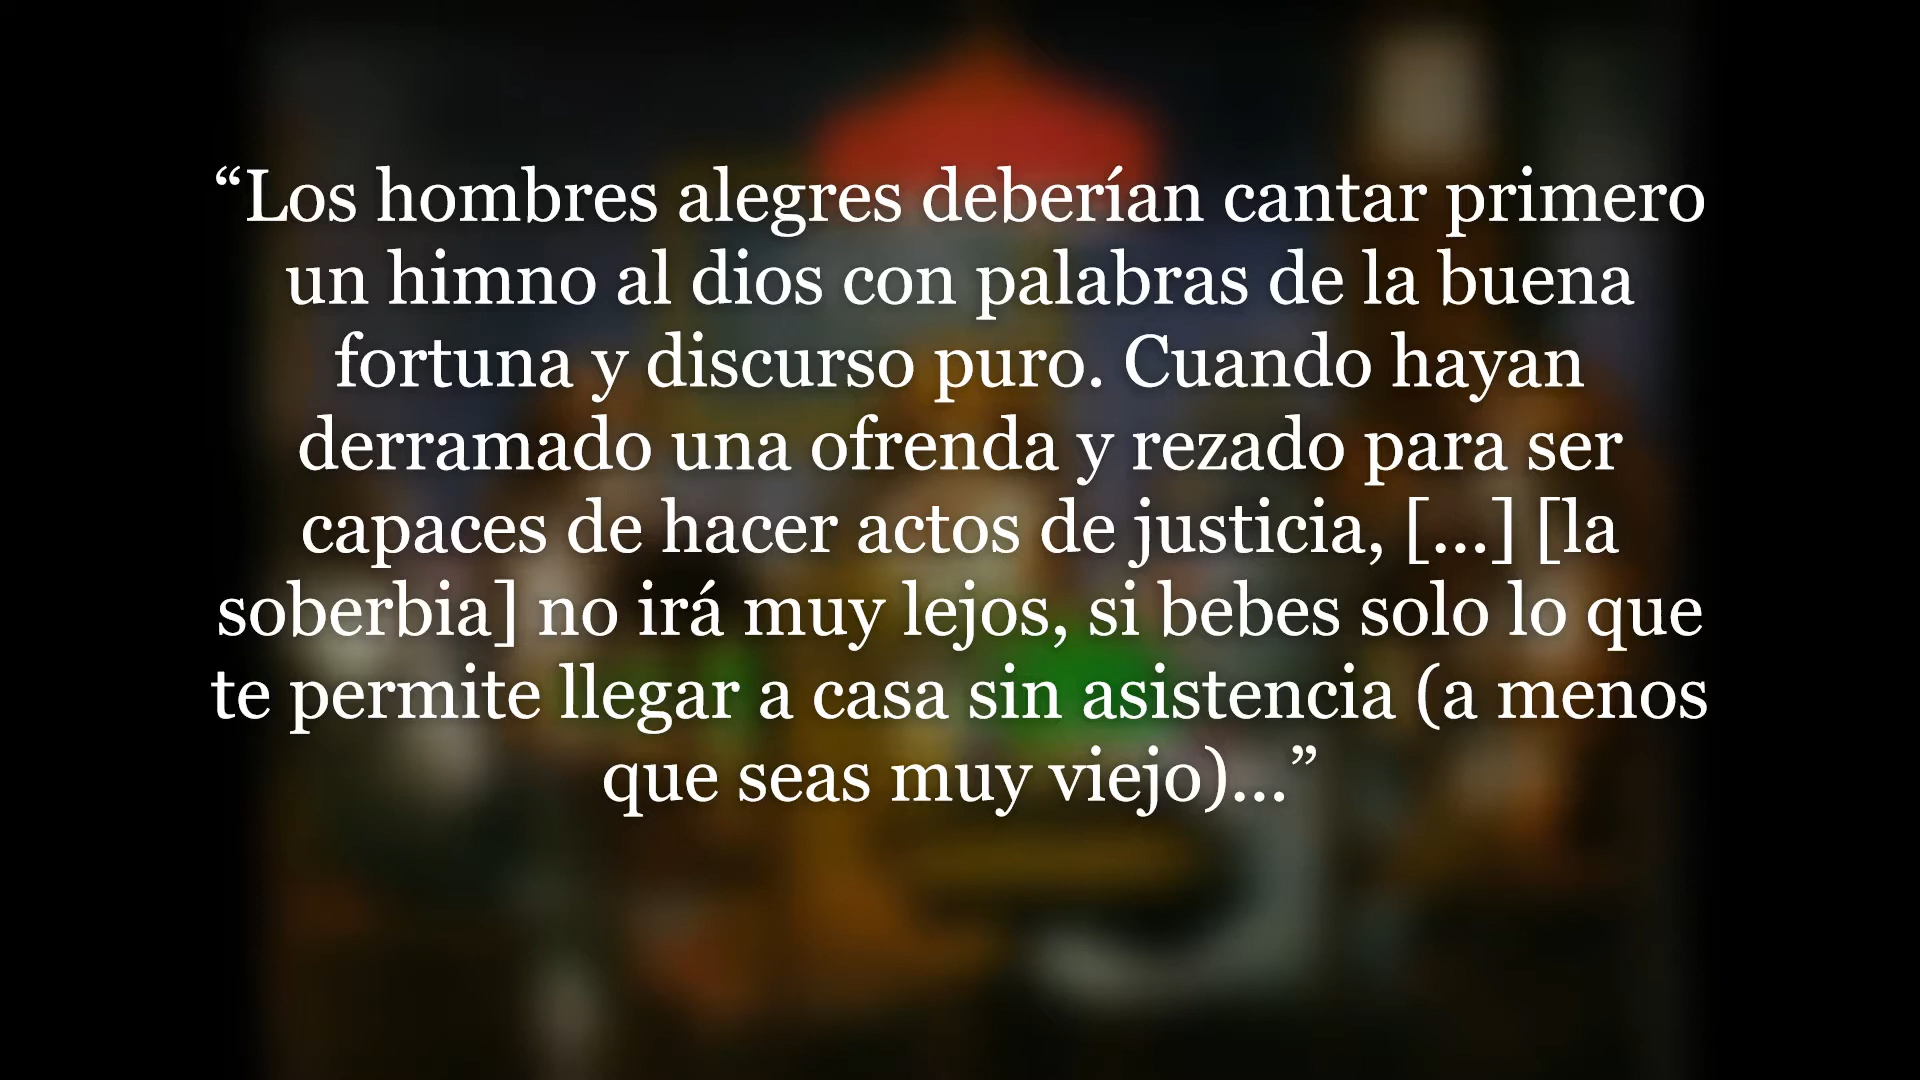 “Los hombres alegres deberían cantar primero
un himno al dios con palabras de la buena
fortuna y discurso puro. Cuando hayan
derramado una ofrenda y rezado para ser
capaces de hacer actos de justicia, [...] [la
soberbia] no irá muy lejos, si bebes solo lo que
te permite llegar a casa sin asistencia (a menos
que seas muy viejo)...”